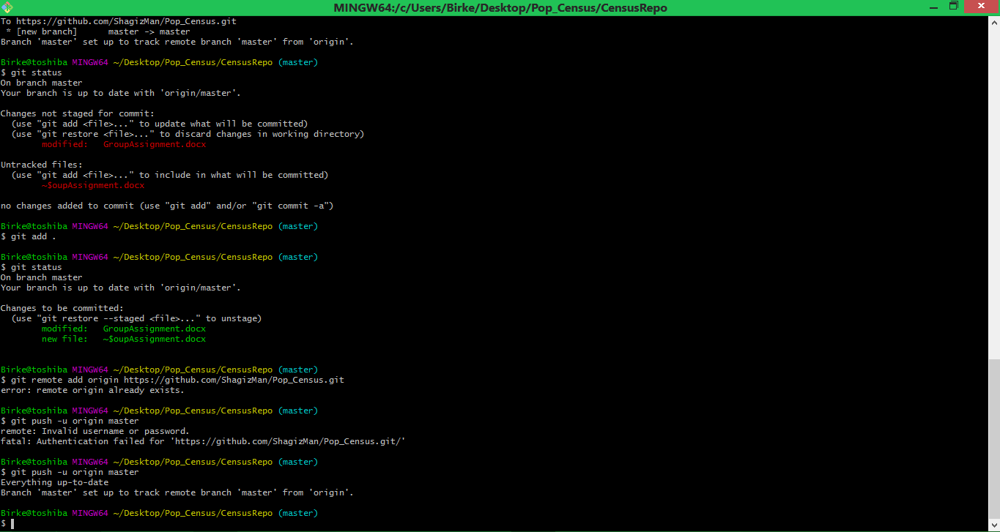 MINGW64:/c/Users/Birke/Desktop/Pop_Census/CensusRepo
To https://github.com/ShagizMan/Pop_Census.git
 * [new branch]      master -> master
Branch 'master' set up to track remote branch 'master' from 'origin'.
Birke@toshiba MINGW64 ~/Desktop/Pop_Census/CensusRepo (master)
$ git status
On branch master
Your branch is up to date with 'origin/master'.
Changes not staged for commit:
  (use "git add <file>..." to update what will be committed)
  (use "git restore <file>..." to discard changes in working directory)
        modified:   GroupAssignment.docx
Untracked files:
  (use "git add <file>..." to include in what will be committed)
        ~$oupAssignment.docx
no changes added to commit (use "git add" and/or "git commit -a")
Birke@toshiba MINGW64 ~/Desktop/Pop_Census/CensusRepo (master)
$ git add .
Birke@toshiba MINGW64 ~/Desktop/Pop_Census/CensusRepo (master)
$ git status
On branch master
Your branch is up to date with 'origin/master'.
Changes to be committed:
  (use "git restore --staged <file>..." to unstage)
        modified:   GroupAssignment.docx
        new file:   ~$oupAssignment.docx
Birke@toshiba MINGW64 ~/Desktop/Pop_Census/CensusRepo (master)
$ git remote add origin https://github.com/ShagizMan/Pop_Census.git
error: remote origin already exists.
Birke@toshiba MINGW64 ~/Desktop/Pop_Census/CensusRepo (master)
$ git push -u origin master
remote: Invalid username or password.
fatal: Authentication failed for 'https://github.com/ShagizMan/Pop_Census.git/'
Birke@toshiba MINGW64 ~/Desktop/Pop_Census/CensusRepo (master)
$ git push -u origin master
Everything up-to-date
Branch 'master' set up to track remote branch 'master' from 'origin'.
Birke@toshiba MINGW64 ~/Desktop/Pop_Census/CensusRepo (master)
$